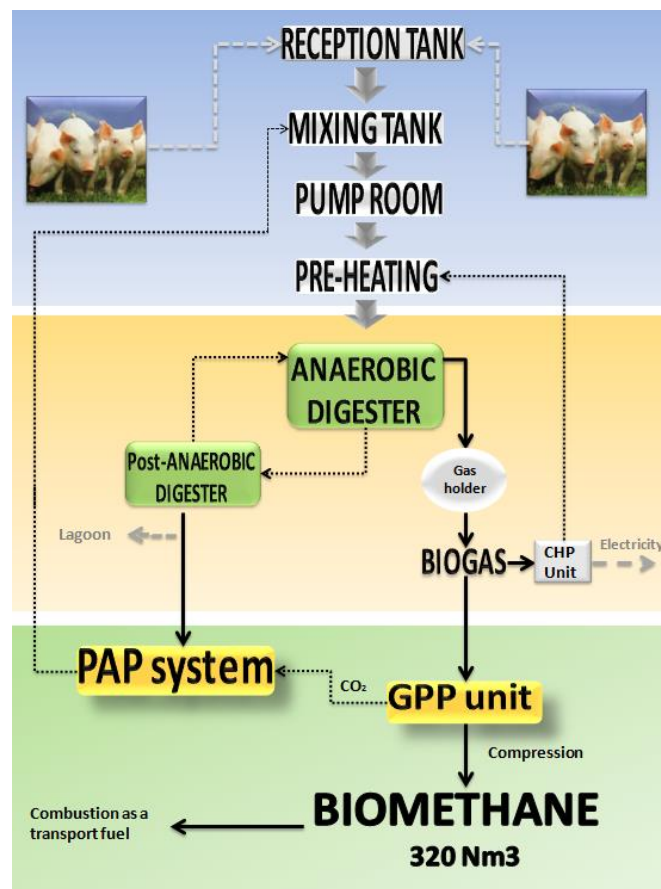 RECEPTION TANK
MIXING TANK
PUMP ROOM
PRE-HEATING
ANAEROBIC
DIGESTER
Post-ANAEROBIC
DIGESTER
Gas
holder
Lagoon
BIOGAS
CHP
Unit
Electricity
PAP system
CO₂
GPP unit
Compression
BIOMETHANE
320 Nm3
Combustion as a
transport fuel